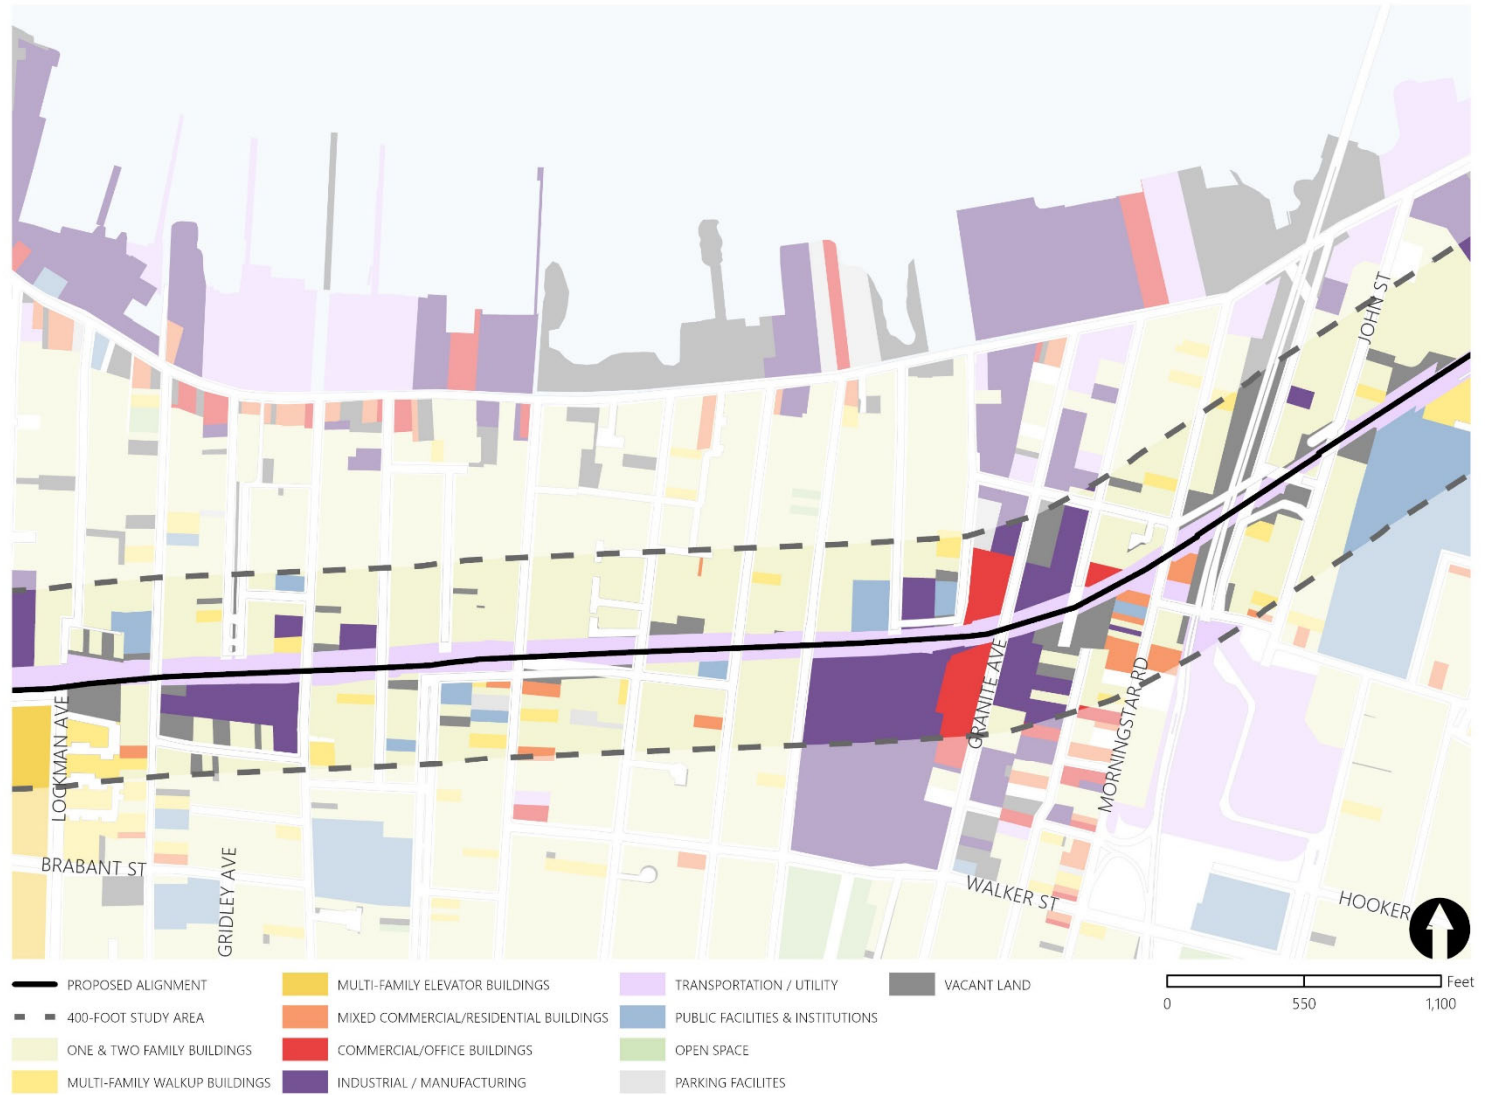 JOHN ST
GRANITE AVE
MORNINGSTAR RD
LOCKMAN AVE
BRABANT ST
GRIDLEY AVE
WALKER ST
HOOKER
PROPOSED ALIGNMENT
400-FOOT STUDY AREA
ONE & TWO FAMILY BUILDINGS
MULTI-FAMILY WALKUP BUILDINGS
MULTI-FAMILY ELEVATOR BUILDINGS
MIXED COMMERCIAL/RESIDENTIAL BUILDINGS
COMMERCIAL/OFFICE BUILDINGS
INDUSTRIAL / MANUFACTURING
TRANSPORTATION / UTILITY
PUBLIC FACILITIES & INSTITUTIONS
OPEN SPACE
PARKING FACILITES
VACANT LAND
Feet
0 550 1,100